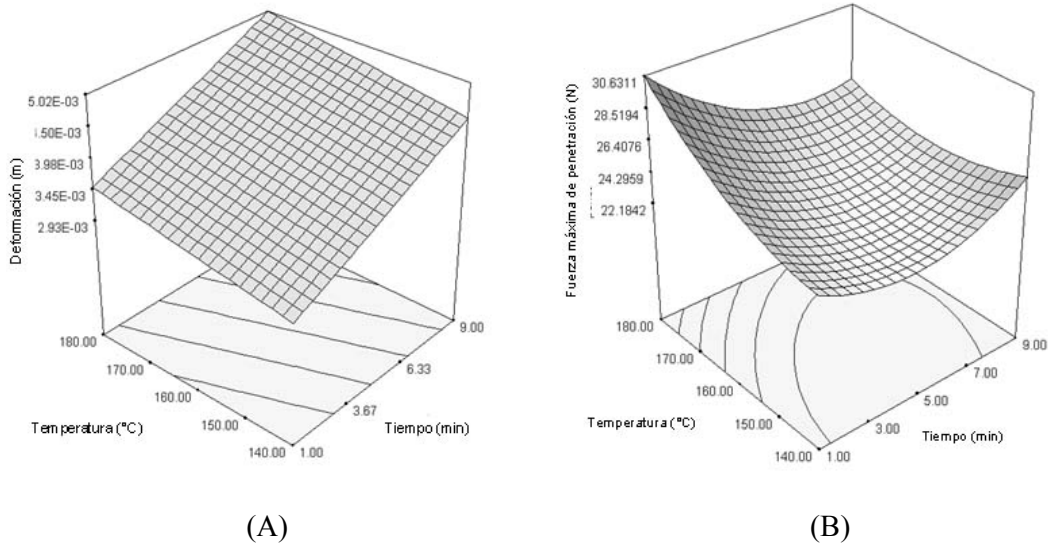 Deformación (m)
5.02E-03
.50E-03
3.98E-03
3.45E-03
2.93E-03
180.00
170.00
160.00
150.00
140.00
Temperatura (°C)
1.00
3.67
6.33
9.00
Tiempo (min)
(A)
Fuerza máxima de penetración (N)
30.6311
28.5194
26.4076
24.2959
22.1842
180.00
170.00
160.00
150.00
140.00
Temperatura (°C)
1.00
3.00
5.00
7.00
9.00
Tiempo (min)
(B)